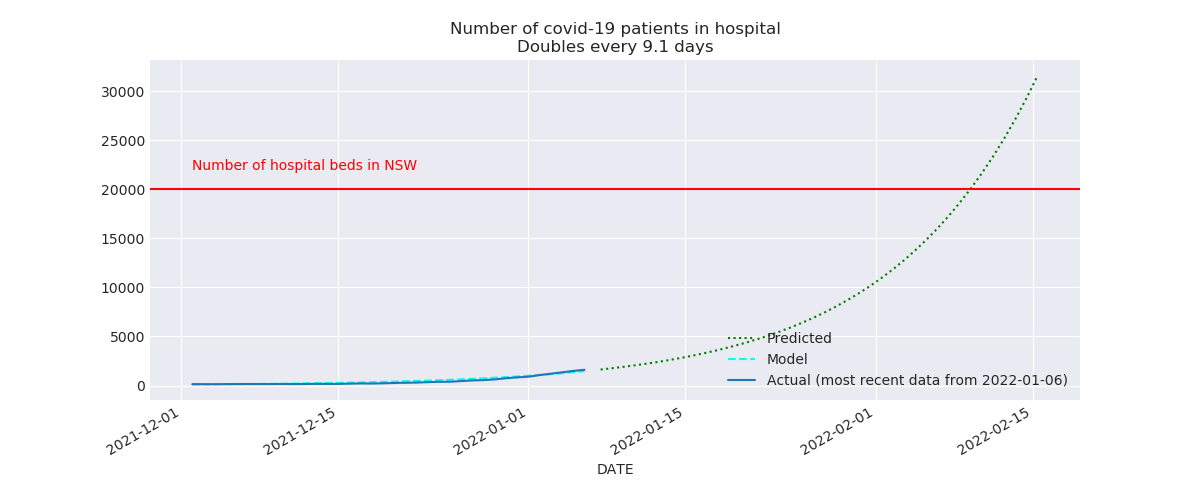 Number of covid-19 patients in hospital
Doubles every 9.1 days
30000
25000
Number of hospital beds in NSW
20000
15000
10000
5000
0
Predicted
Model
Actual (most recent data from 2022-01-06)
2021-12-01
2021-12-15
2022-01-01
2022-01-15
2022-02-01
2022-02-15
DATE